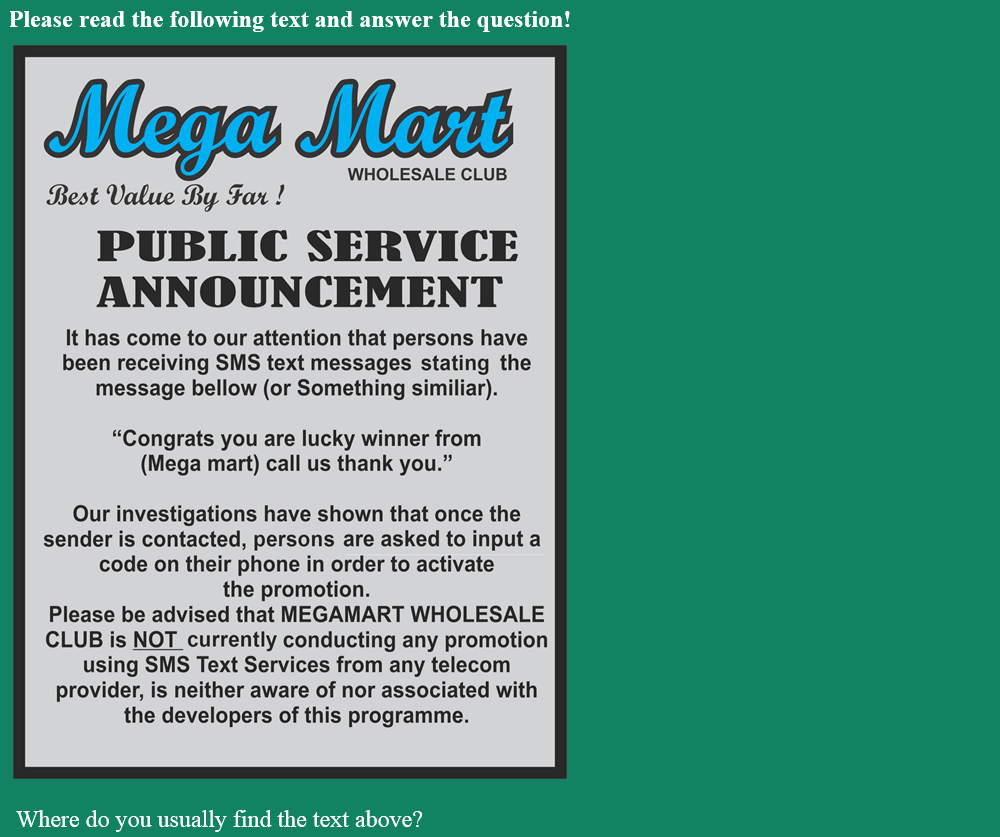 Please read the following text and answer the question!
Mega Mart
WHOLESALE CLUB
Best Value By Far !
PUBLIC SERVICE
ANNOUNCEMENT
It has come to our attention that persons have
been receiving SMS text messages stating the
message bellow (or Something similiar).
“Congrats you are lucky winner from
(Mega mart) call us thank you.”
Our investigations have shown that once the
sender is contacted, persons are asked to input a
code on their phone in order to activate
the promotion.
Please be advised that MEGAMART WHOLESALE
CLUB is NOT currently conducting any promotion
using SMS Text Services from any telecom
provider, is neither aware of nor associated with
the developers of this programme.
Where do you usually find the text above?